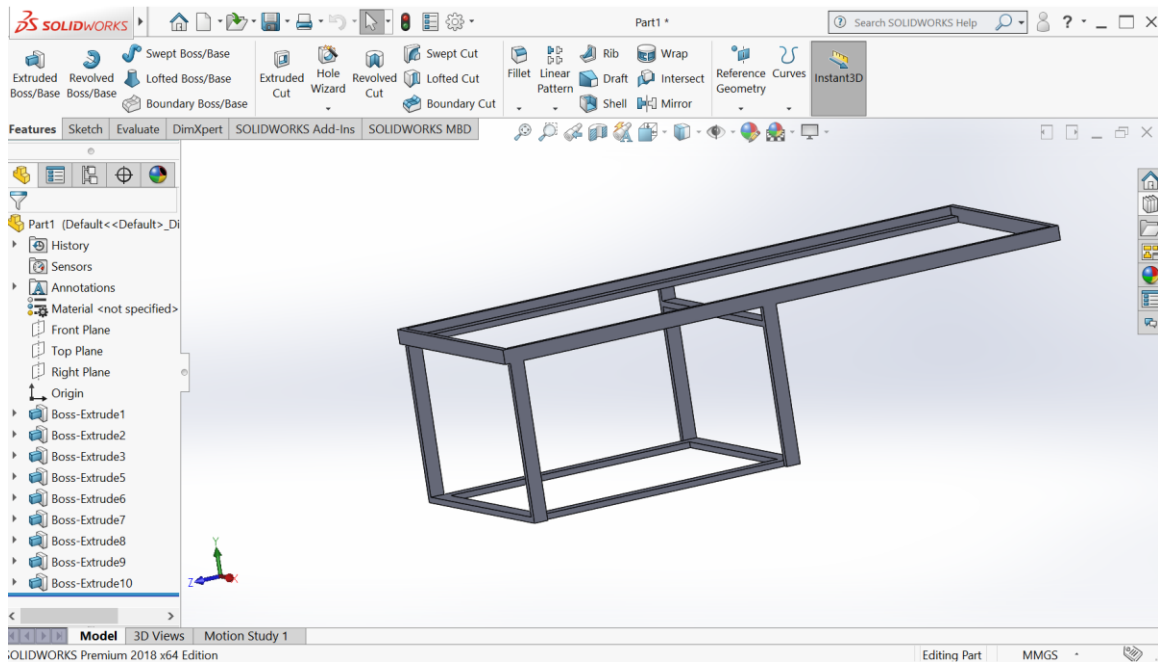 SOLIDWORKS
Part1 *
Search SOLIDWORKS Help
Extruded Boss/Base
Revolved Boss/Base
Swept Boss/Base
Lofted Boss/Base
Boundary Boss/Base
Extruded Cut
Hole Wizard
Revolved Cut
Swept Cut
Lofted Cut
Boundary Cut
Fillet
Linear Pattern
Rib
Draft
Shell
Wrap
Intersect
Mirror
Reference Geometry
Curves
Instant3D
Features Sketch Evaluate DimXpert SOLIDWORKS Add-Ins SOLIDWORKS MBD
Part1 (Default<<Default>_Di
History
Sensors
Annotations
Material <not specified>
Front Plane
Top Plane
Right Plane
Origin
Boss-Extrude1
Boss-Extrude2
Boss-Extrude3
Boss-Extrude5
Boss-Extrude6
Boss-Extrude7
Boss-Extrude8
Boss-Extrude9
Boss-Extrude10
Y
Z
X
Model 3D Views Motion Study 1
SOLIDWORKS Premium 2018 x64 Edition
Editing Part MMGS -